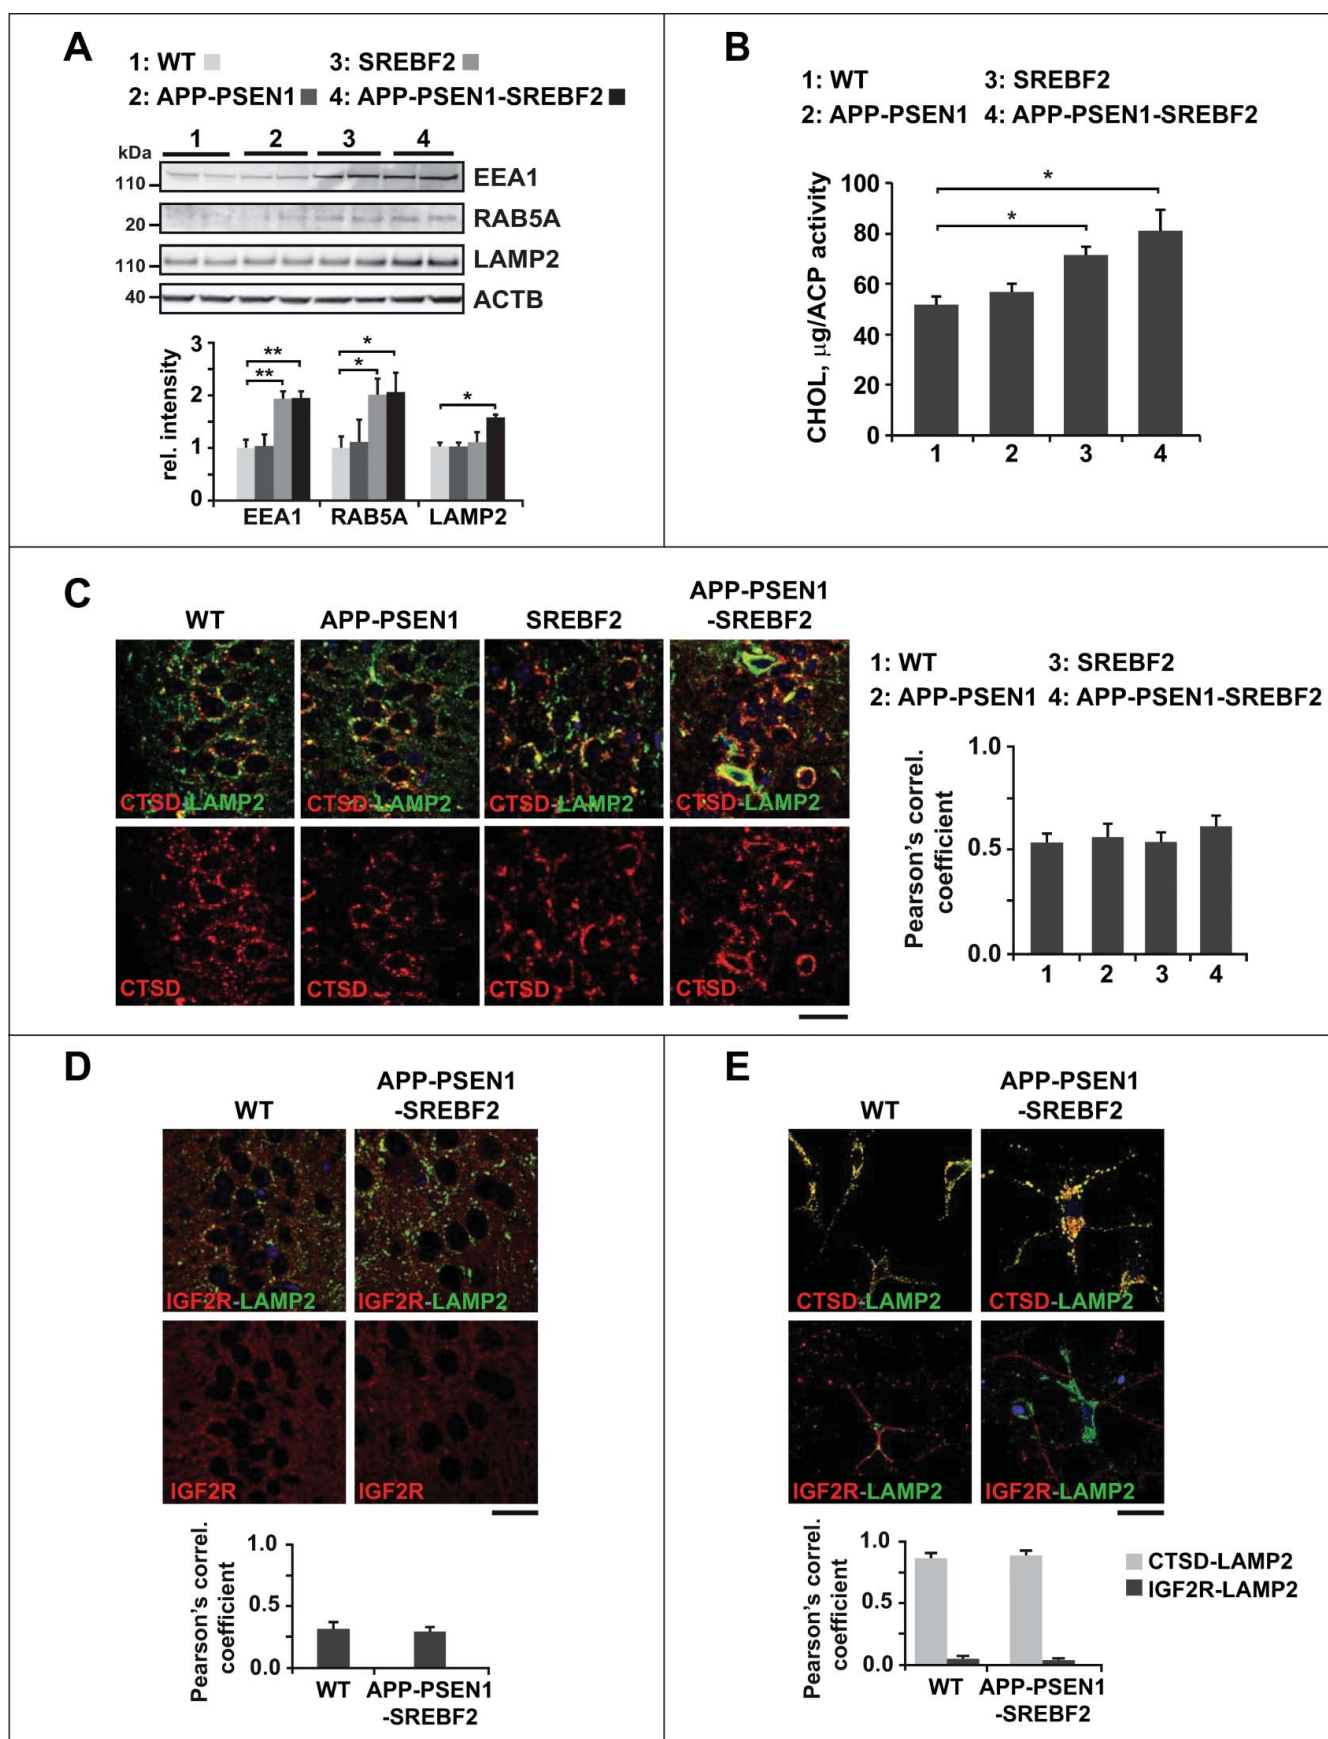 A
1: WT
3: SREBF2
2: APP-PSEN1
4: APP-PSEN1-SREBF2
1 2 3 4
kDa
110 EEA1
20 RAB5A
110 LAMP2
40 ACTB
rel. intensity
3
2
1
0
** **
* *
*
EEA1 RAB5A LAMP2
B
1: WT 3: SREBF2
2: APP-PSEN1 4: APP-PSEN1-SREBF2
CHOL, μg/ACP activity
100
80
60
40
20
0
*
*
1 2 3 4
C
WT APP-PSEN1 SREBF2 APP-PSEN1
-SREBF2
CTSD-LAMP2 CTSD-LAMP2 CTSD-LAMP2 CTSD-LAMP2
CTSD CTSD CTSD CTSD
1: WT 3: SREBF2
2: APP-PSEN1 4: APP-PSEN1-SREBF2
Pearson's correl.
coefficient
1.0
0.5
0.0
1 2 3 4
D
WT APP-PSEN1
-SREBF2
IGF2R-LAMP2 IGF2R-LAMP2
IGF2R IGF2R
Pearson's correl.
coefficient
1.0
0.5
0.0
WT APP-PSEN1
-SREBF2
E
WT APP-PSEN1
-SREBF2
CTSD-LAMP2 CTSD-LAMP2
IGF2R-LAMP2 IGF2R-LAMP2
Pearson's correl.
coefficient
1.0
0.5
0.0
WT APP-PSEN1
-SREBF2
CTSD-LAMP2
IGF2R-LAMP2